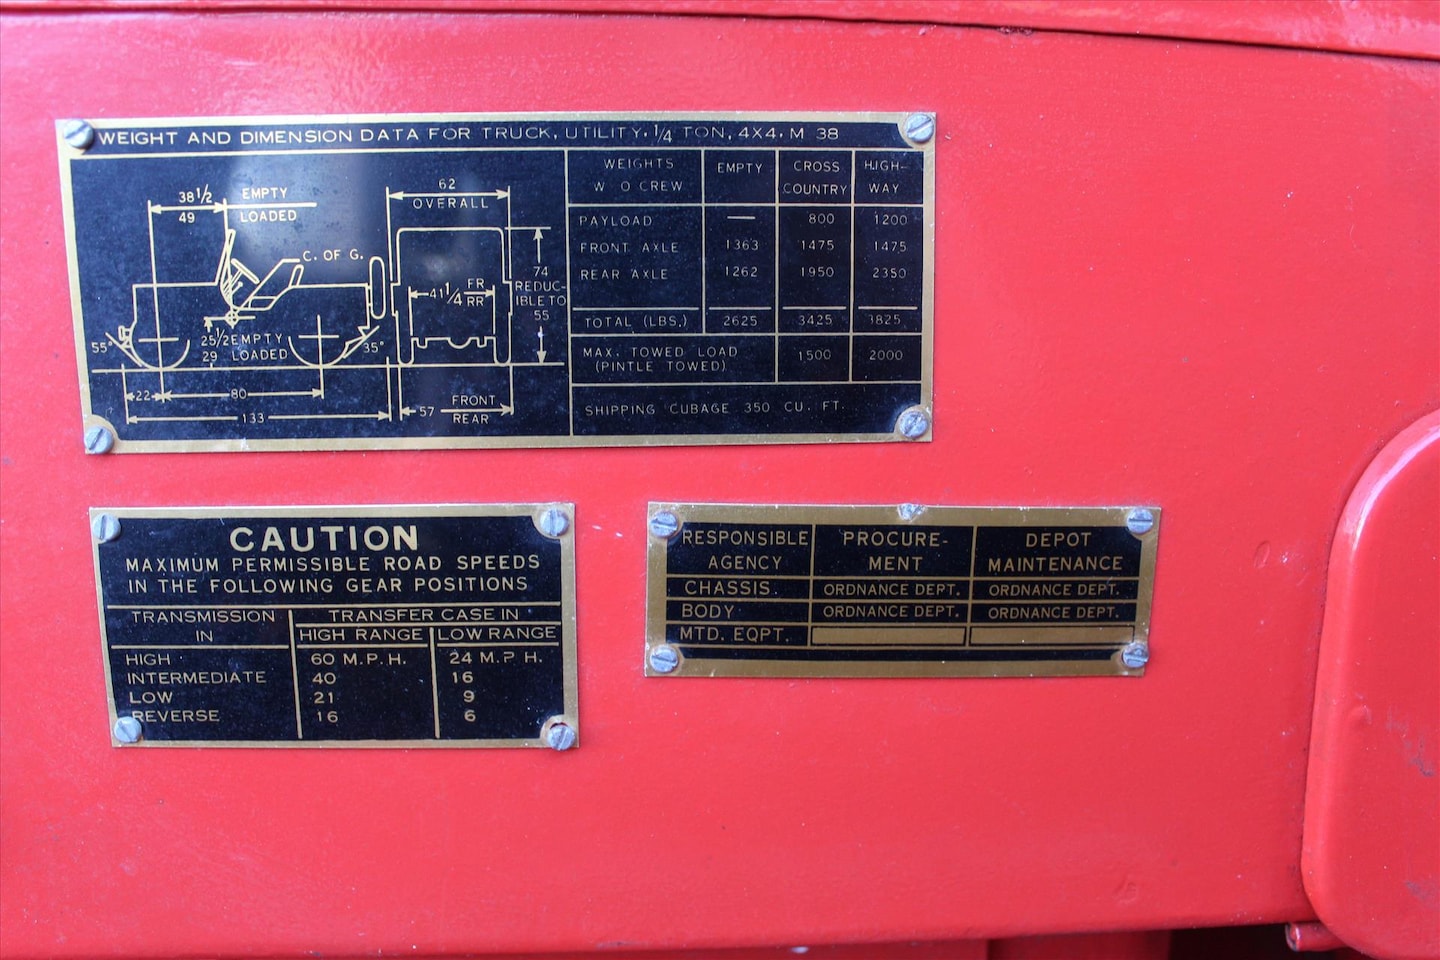 WEIGHT AND DIMENSION DATA FOR TRUCK, UTILITY, 1/4 TON, 4X4, M 38
38 1/2 EMPTY
49 LOADED
C. OF G.
25 1/2 EMPTY
29 LOADED
55°
35°
22
80
133
62
OVERALL
41 1/4 FR
RR
74
REDUC-
IBLE TO
55
57 FRONT
REAR
WEIGHTS EMPTY CROSS HIGH-
W O CREW COUNTRY WAY
PAYLOAD — 800 1200
FRONT AXLE 1363 1475 1475
REAR AXLE 1262 1950 2350
TOTAL (LBS.) 2625 3425 3825
MAX. TOWED LOAD 1500 2000
(PINTLE TOWED)
SHIPPING CUBAGE 350 CU. FT.
CAUTION
MAXIMUM PERMISSIBLE ROAD SPEEDS
IN THE FOLLOWING GEAR POSITIONS
TRANSMISSION TRANSFER CASE IN
IN HIGH RANGE LOW RANGE
HIGH 60 M.P.H. 24 M.P.H.
INTERMEDIATE 40 16
LOW 21 9
REVERSE 16 6
RESPONSIBLE PROCURE- DEPOT
AGENCY MENT MAINTENANCE
CHASSIS ORDNANCE DEPT. ORDNANCE DEPT.
BODY ORDNANCE DEPT. ORDNANCE DEPT.
MTD. EQPT.